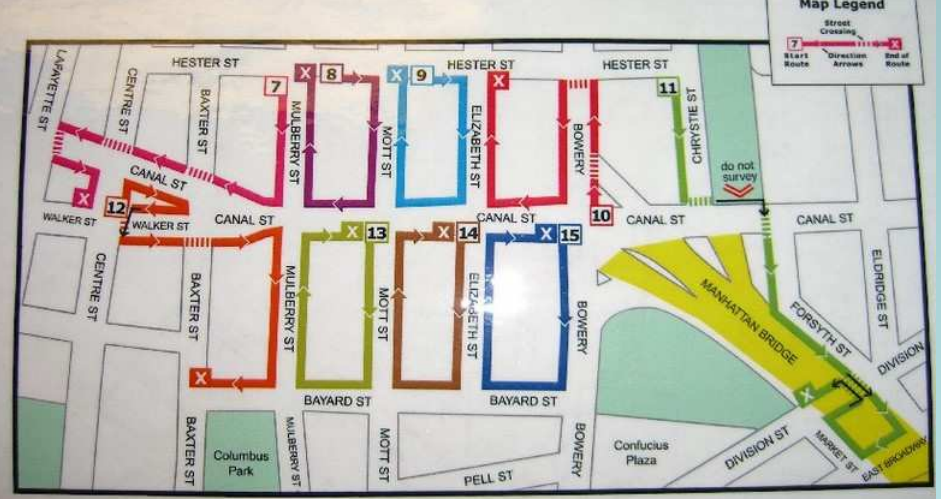 Map Legend
Street
Crossing
7
X
Start
Route
Direction
Arrows
End of
Route
HESTER ST
HESTER ST
HESTER ST
LAFAYETTE ST
CENTRE ST
BAXTER ST
7
MULBERRY ST
X
8
MOTT ST
X
9
ELIZABETH ST
X
BOWERY
10
11
CHRYSTIE ST
do not
survey
CANAL ST
X
WALKER ST
12
WALKER ST
CANAL ST
CANAL ST
CANAL ST
CANAL ST
CENTRE ST
BAXTER ST
MULBERRY ST
X
13
MOTT ST
X
14
ELIZABETH ST
X
15
BOWERY
MANHATTAN BRIDGE
FORSYTH ST
ELDRIDGE ST
DIVISION
X
X
BAYARD ST
BAYARD ST
BAXTER ST
Columbus
Park
MULBERRY ST
MOTT ST
PELL ST
BOWERY
Confucius
Plaza
DIVISION ST
MARKET ST
EAST BROADWAY